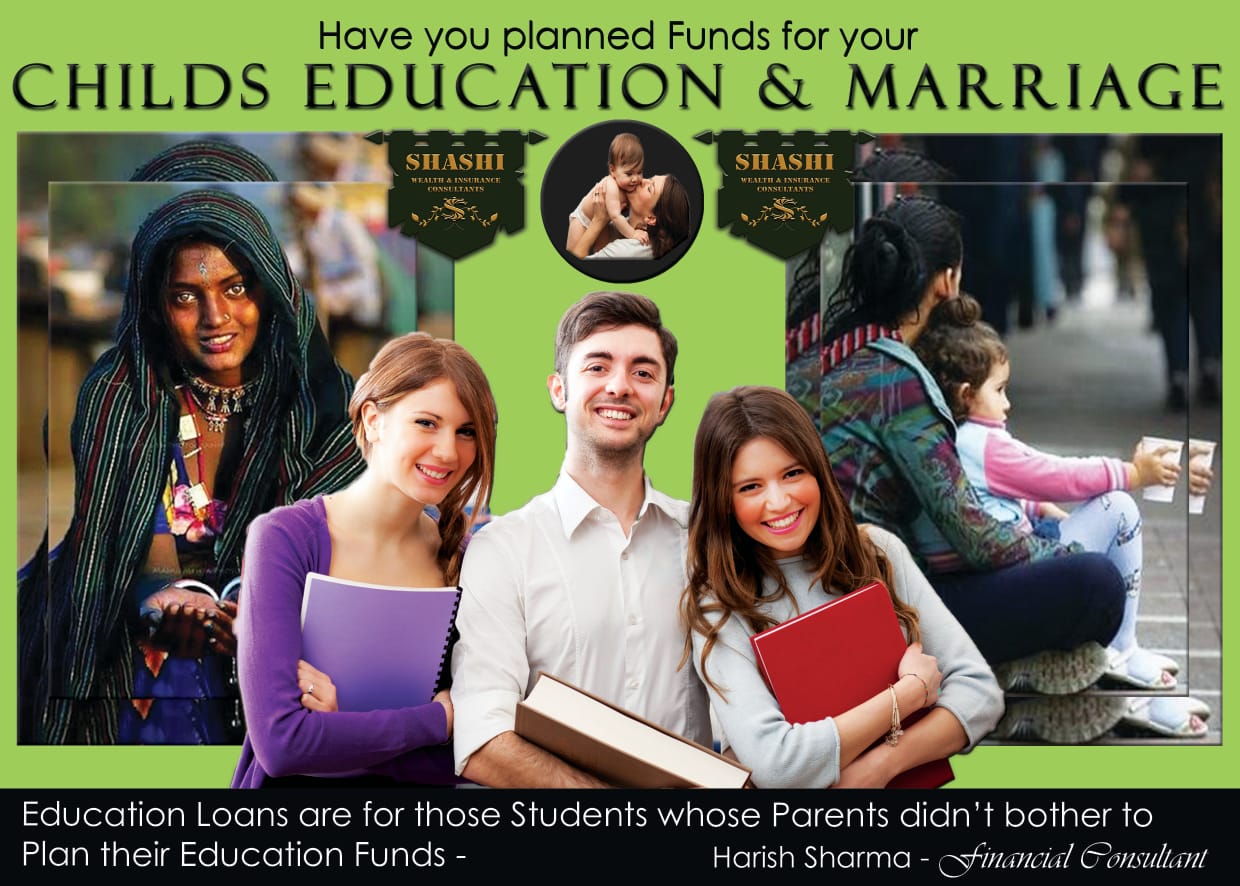 Have you planned Funds for your
CHILDS EDUCATION & MARRIAGE
SHASHI
WEALTH & INSURANCE
CONSULTANTS
SHASHI
WEALTH & INSURANCE
CONSULTANTS
Education Loans are for those Students whose Parents didn't bother to
Plan their Education Funds -
Harish Sharma - Financial Consultant